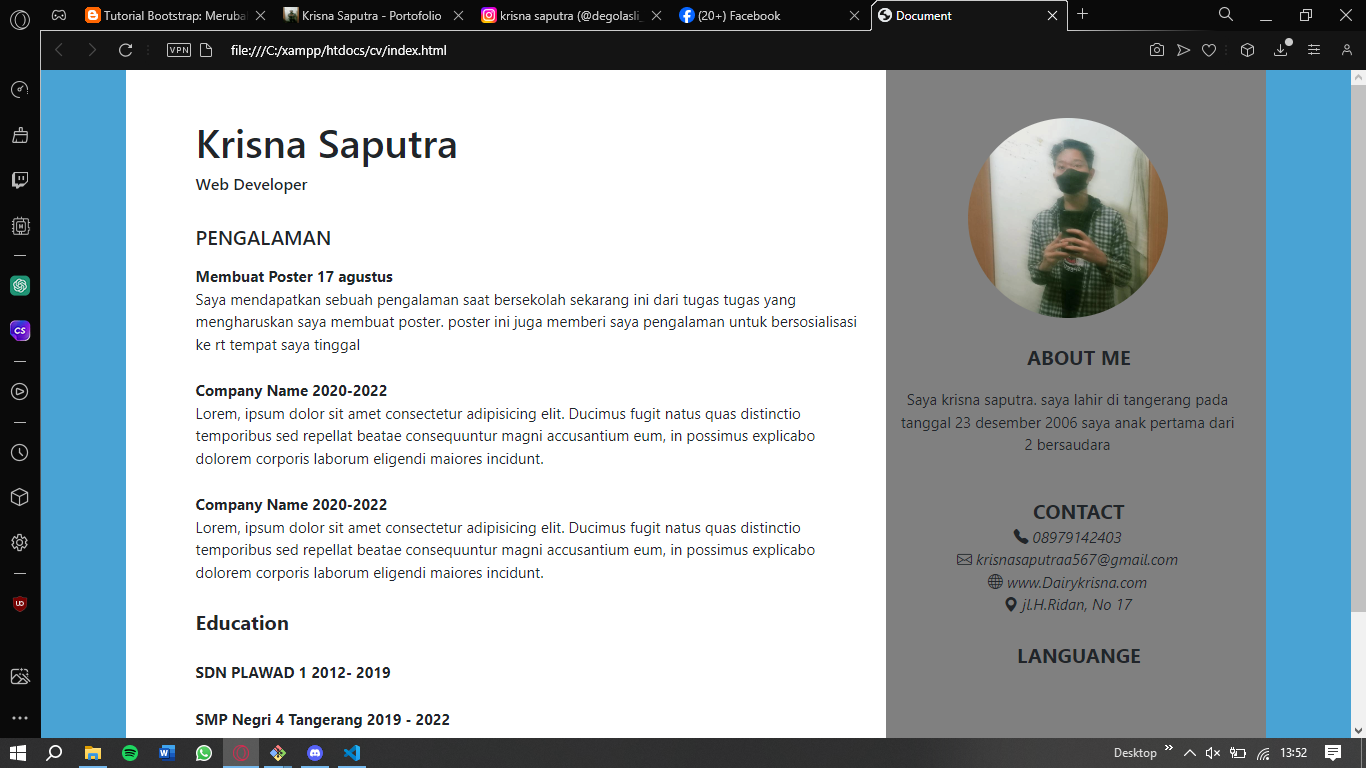 Tutorial Bootstrap: Meruba
Krisna Saputra - Portofolio
krisna saputra (@degolasli_
(20+) Facebook
Document
VPN
file:///C:/xampp/htdocs/cv/index.html
Krisna Saputra
Web Developer
PENGALAMAN
Membuat Poster 17 agustus
Saya mendapatkan sebuah pengalaman saat bersekolah sekarang ini dari tugas tugas yang
mengharuskan saya membuat poster. poster ini juga memberi saya pengalaman untuk bersosialisasi
ke rt tempat saya tinggal
Company Name 2020-2022
Lorem, ipsum dolor sit amet consectetur adipisicing elit. Ducimus fugit natus quas distinctio
temporibus sed repellat beatae consequuntur magni accusantium eum, in possimus explicabo
dolorem corporis laborum eligendi maiores incidunt.
Company Name 2020-2022
Lorem, ipsum dolor sit amet consectetur adipisicing elit. Ducimus fugit natus quas distinctio
temporibus sed repellat beatae consequuntur magni accusantium eum, in possimus explicabo
dolorem corporis laborum eligendi maiores incidunt.
Education
SDN PLAWAD 1 2012- 2019
SMP Negri 4 Tangerang 2019 - 2022
ABOUT ME
Saya krisna saputra. saya lahir di tangerang pada
tanggal 23 desember 2006 saya anak pertama dari
2 bersaudara
CONTACT
08979142403
krisnasaputraa567@gmail.com
www.Dairykrisna.com
jl.H.Ridan, No 17
LANGUANGE
CS
UD
Desktop
13:52